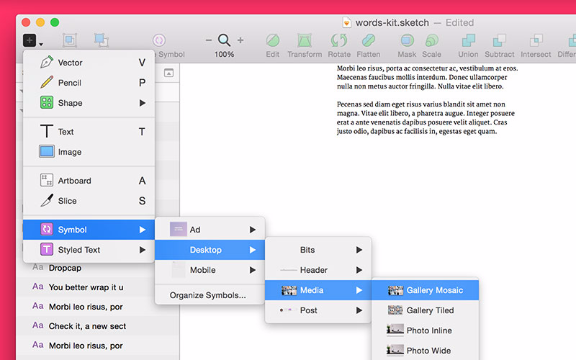 words-kit.sketch — Edited
Symbol
100%
Edit
Transform
Rotate
Flatten
Mask
Scale
Union
Subtract
Intersect
Vector V
Pencil P
Shape
Text T
Image
Artboard A
Slice S
Symbol
Styled Text
Ad
Desktop
Mobile
Organize Symbols...
Bits
Header
Media
Post
Gallery Mosaic
Gallery Tiled
Photo Inline
Photo Wide
Morbi leo risus, porta ac consectetur ac, vestibulum at eros.
Maecenas faucibus mollis interdum. Donec ullamcorper
nulla non metus auctor fringilla. Nulla vitae elit libero.
Pecenas sed diam eget risus varius blandit sit amet non
magna. Vivamus elit libero, a pharetra augue. Integer posuere
erat a ante venenatis dapibus posuere velit aliquet. Cras
justo odio, dapibus ac facilisis in, egestas eget quam.
Aa Dropcap
Aa You better wrap it u
Aa Morbi leo risus, por
Aa Check it, a new sect
Aa Morbi leo risus, por